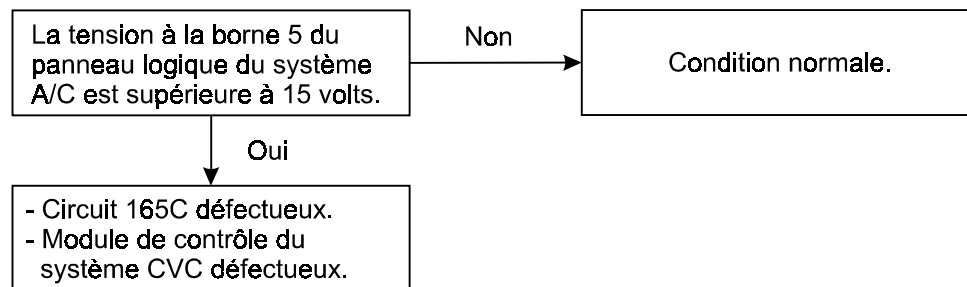 La tension à la borne 5 du
panneau logique du système
A/C est supérieure à 15 volts.
Non
Condition normale.
Oui
- Circuit 165C défectueux.
- Module de contrôle du
système CVC défectueux.